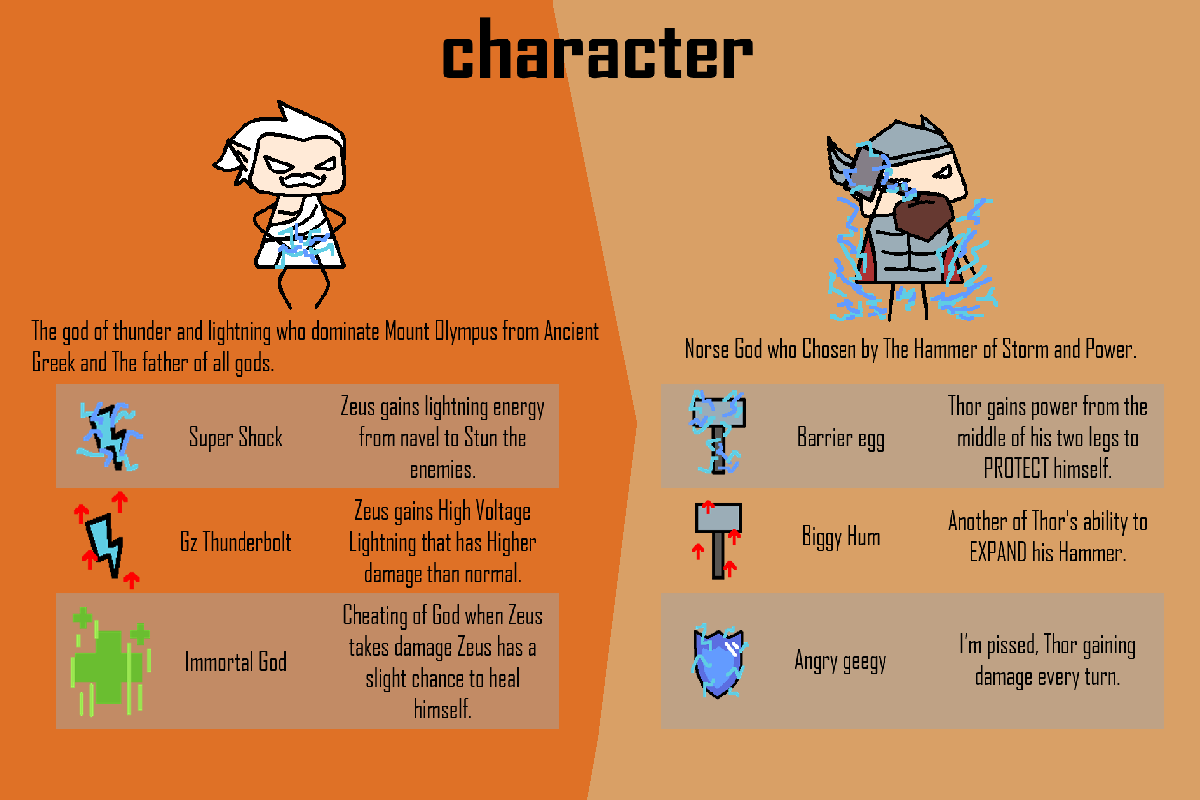 character
The god of thunder and lightning who dominate Mount Olympus from Ancient
Greek and The father of all gods.
Super Shock
Zeus gains lightning energy
from navel to Stun the
enemies.
Gz Thunderbolt
Zeus gains High Voltage
Lightning that has Higher
damage than normal.
Immortal God
Cheating of God when Zeus
takes damage Zeus has a
slight chance to heal
himself.
Norse God who Chosen by The Hammer of Storm and Power.
Barrier egg
Thor gains power from the
middle of his two legs to
PROTECT himself.
Biggy Hum
Another of Thor's ability to
EXPAND his Hammer.
Angry geegy
I'm pissed, Thor gaining
damage every turn.